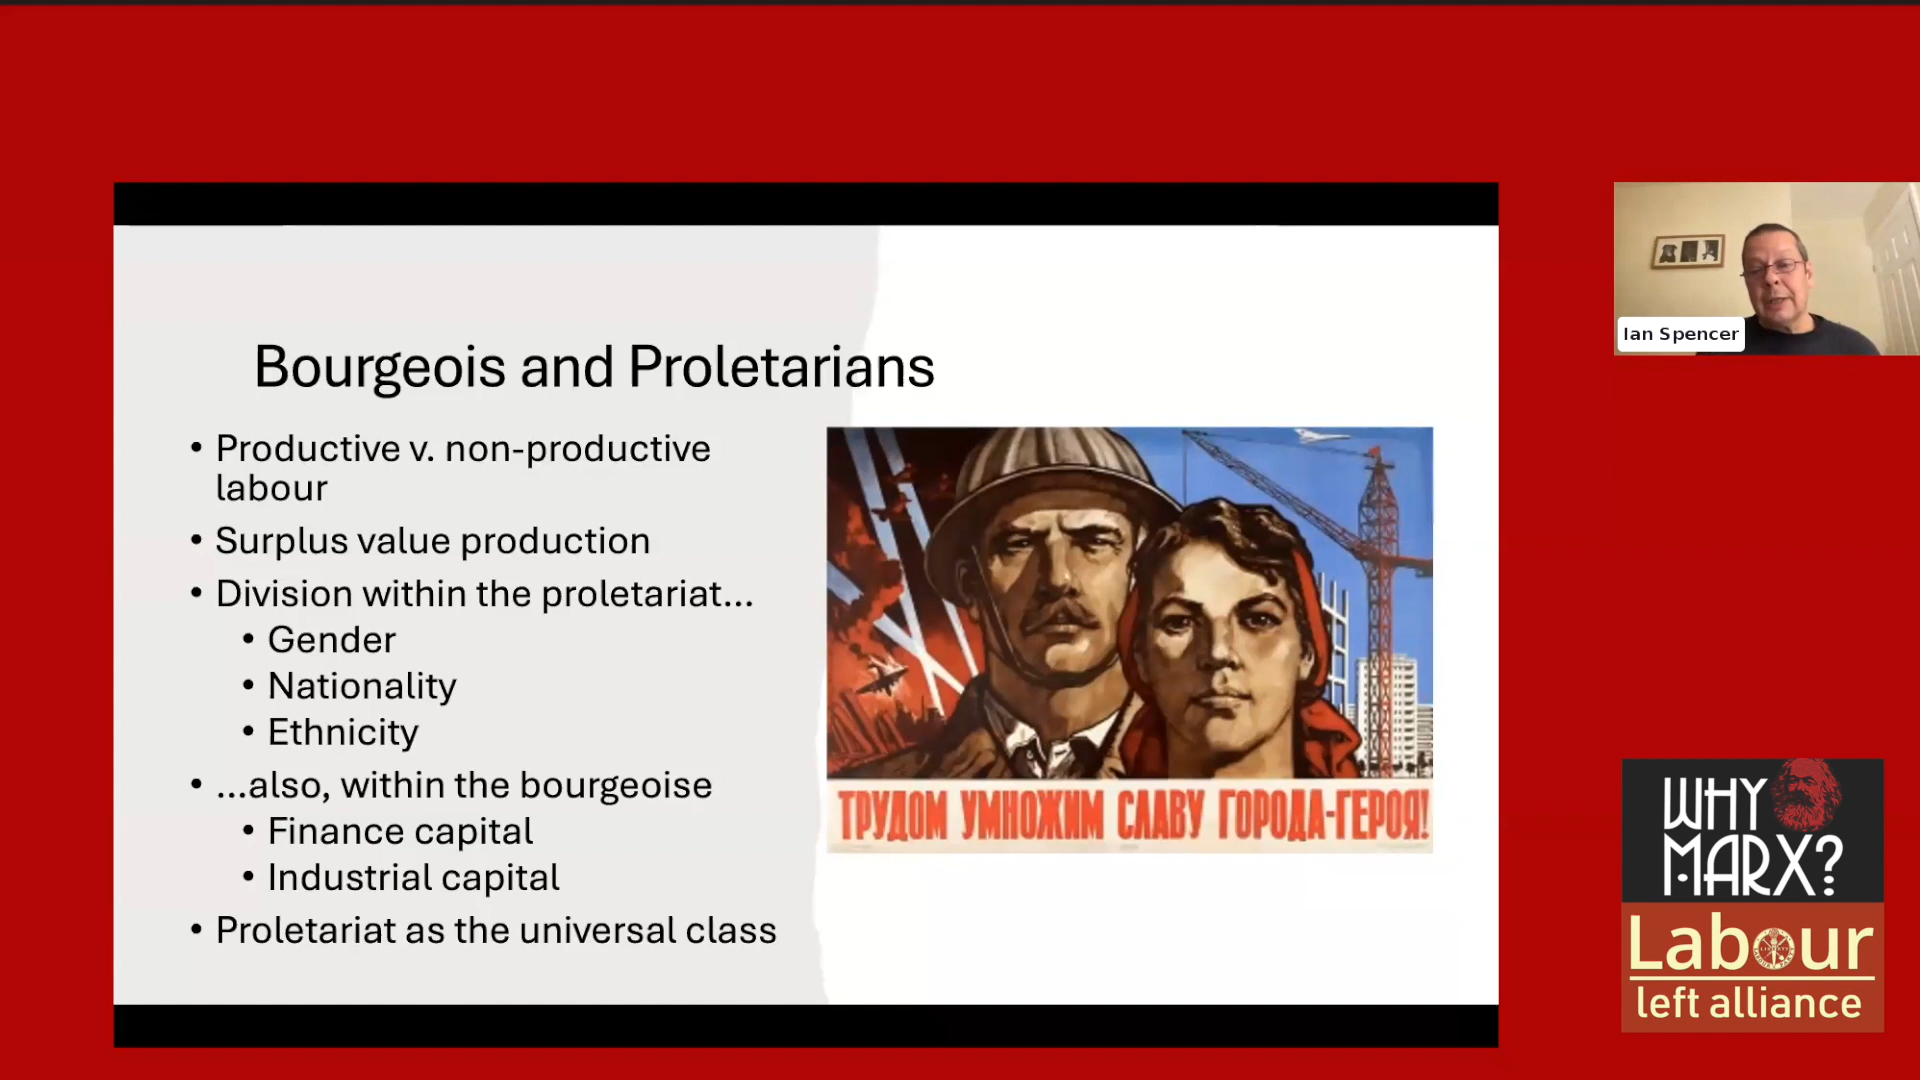 Bourgeois and Proletarians
• Productive v. non-productive
labour
• Surplus value production
• Division within the proletariat...
• Gender
• Nationality
• Ethnicity
• ...also, within the bourgeoise
• Finance capital
• Industrial capital
• Proletariat as the universal class
ТРУДОМ УМНОЖИМ СЛАВУ ГОРОДА-ГЕРОЯ!
Ian Spencer
WHY
MARX?
Labour
left alliance